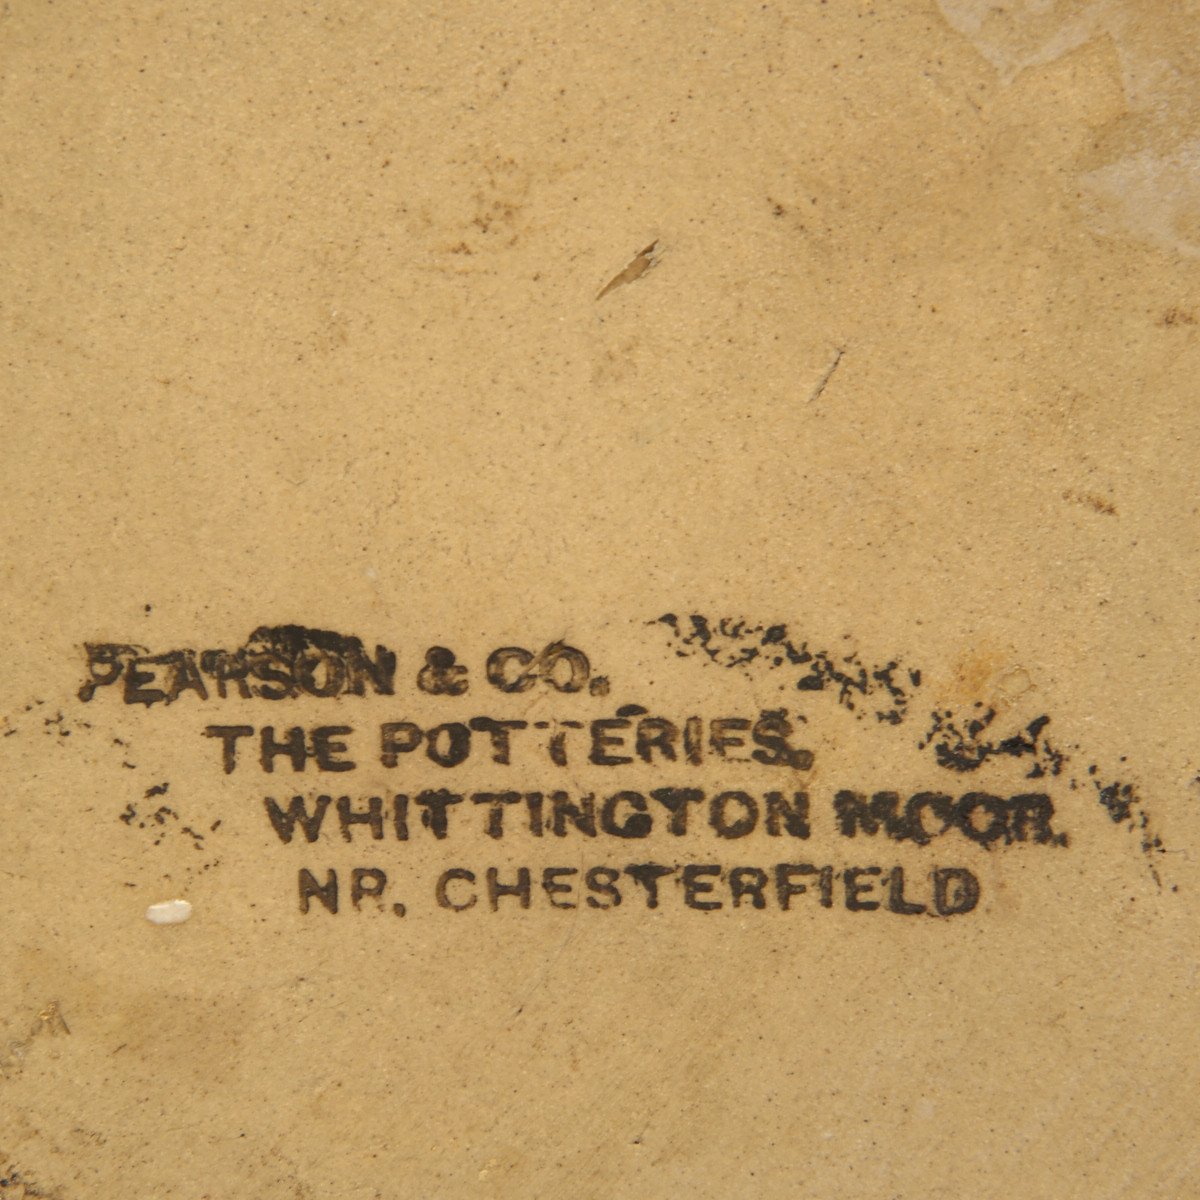 PEARSON & CO.
THE POTTERIES,
WHITTINGTON MOOR,
NR. CHESTERFIELD